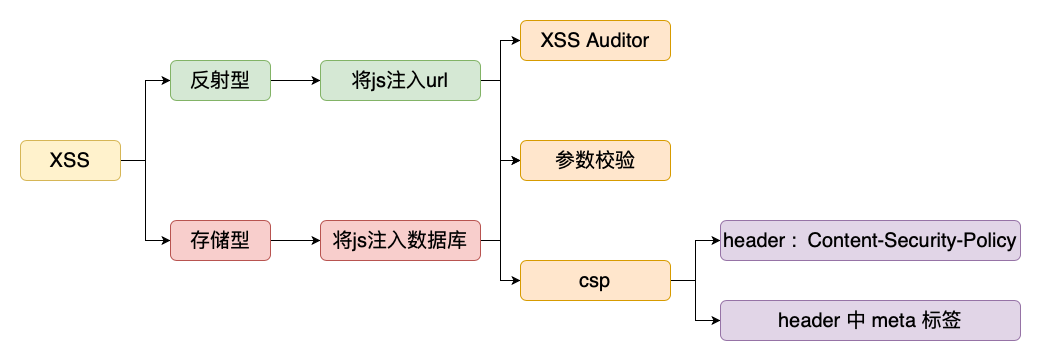 XSS
反射型
将js注入url
存储型
将js注入数据库
XSS Auditor
参数校验
csp
header： Content-Security-Policy
header 中 meta 标签